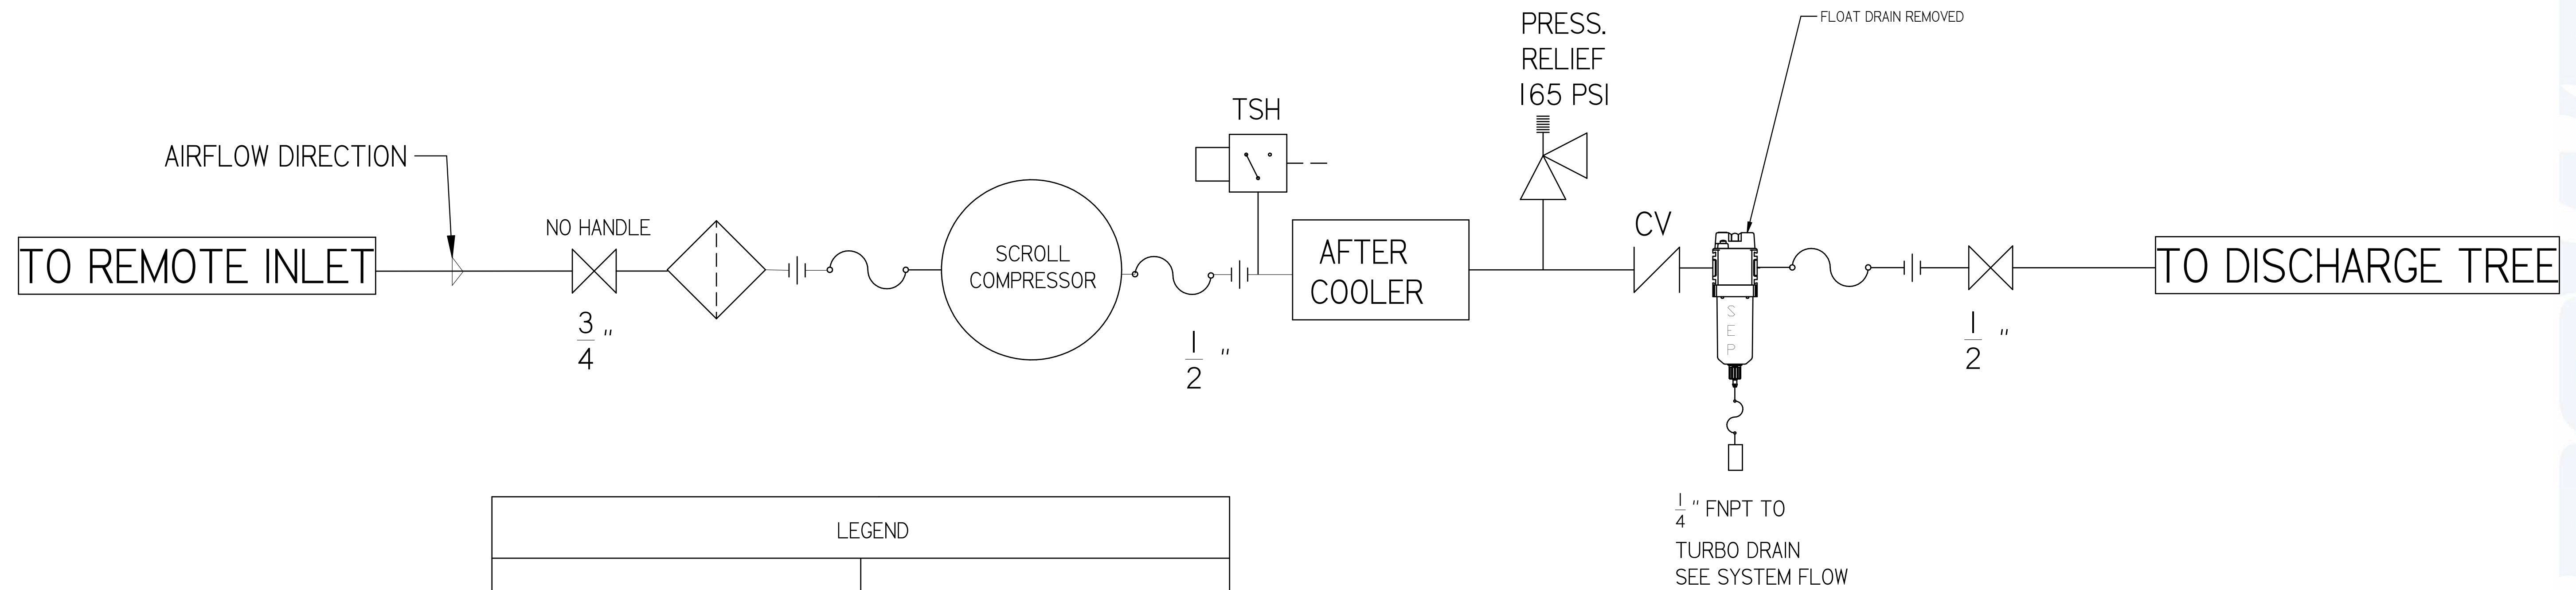 FLOAT DRAIN REMOVED
PRESS.
RELIEF
165 PSI
TSH
AIRFLOW DIRECTION
NO HANDLE
CV
TO REMOTE INLET
SCROLL
COMPRESSOR
AFTER
COOLER
TO DISCHARGE TREE
S
E
P
3/4 "
1/2 "
1/2 "
1/4 " FNPT TO
TURBO DRAIN
SEE SYSTEM FLOW
LEGEND